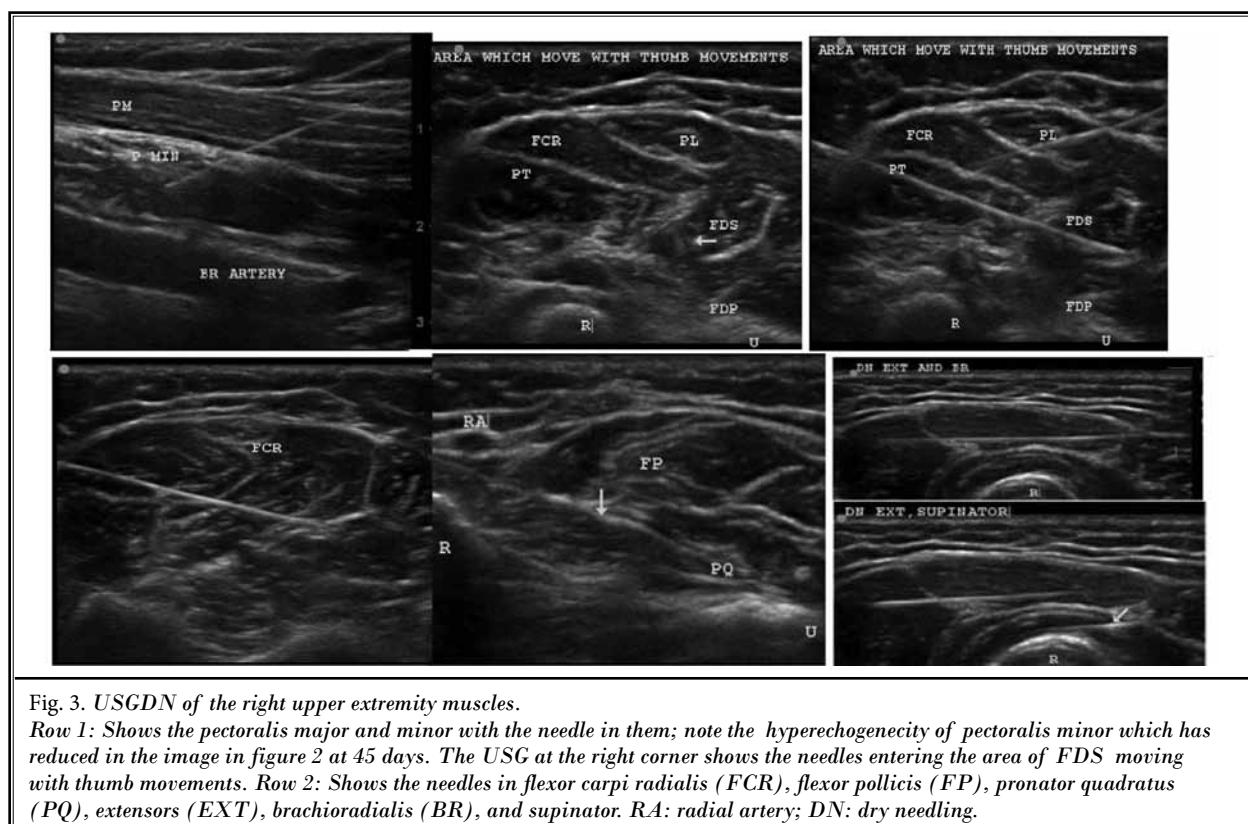 PM
P MIN
BR ARTERY
1
2
3
AREA WHICH MOVE WITH THUMB MOVEMENTS
FCR
PL
PT
FDS
FDP
R
U
AREA WHICH MOVE WITH THUMB MOVEMENTS
FCR
PL
PT
FDS
FDP
R
U
FCR
RA
FP
R
PQ
U
DN EXT AND BR
R
DN EXT,SUPINATOR
R
Fig. 3. USGDN of the right upper extremity muscles.
Row 1: Shows the pectoralis major and minor with the needle in them; note the hyperechogenecity of pectoralis minor which has
reduced in the image in figure 2 at 45 days. The USG at the right corner shows the needles entering the area of FDS moving
with thumb movements. Row 2: Shows the needles in flexor carpi radialis (FCR), flexor pollicis (FP), pronator quadratus
(PQ), extensors (EXT), brachioradialis (BR), and supinator. RA: radial artery; DN: dry needling.